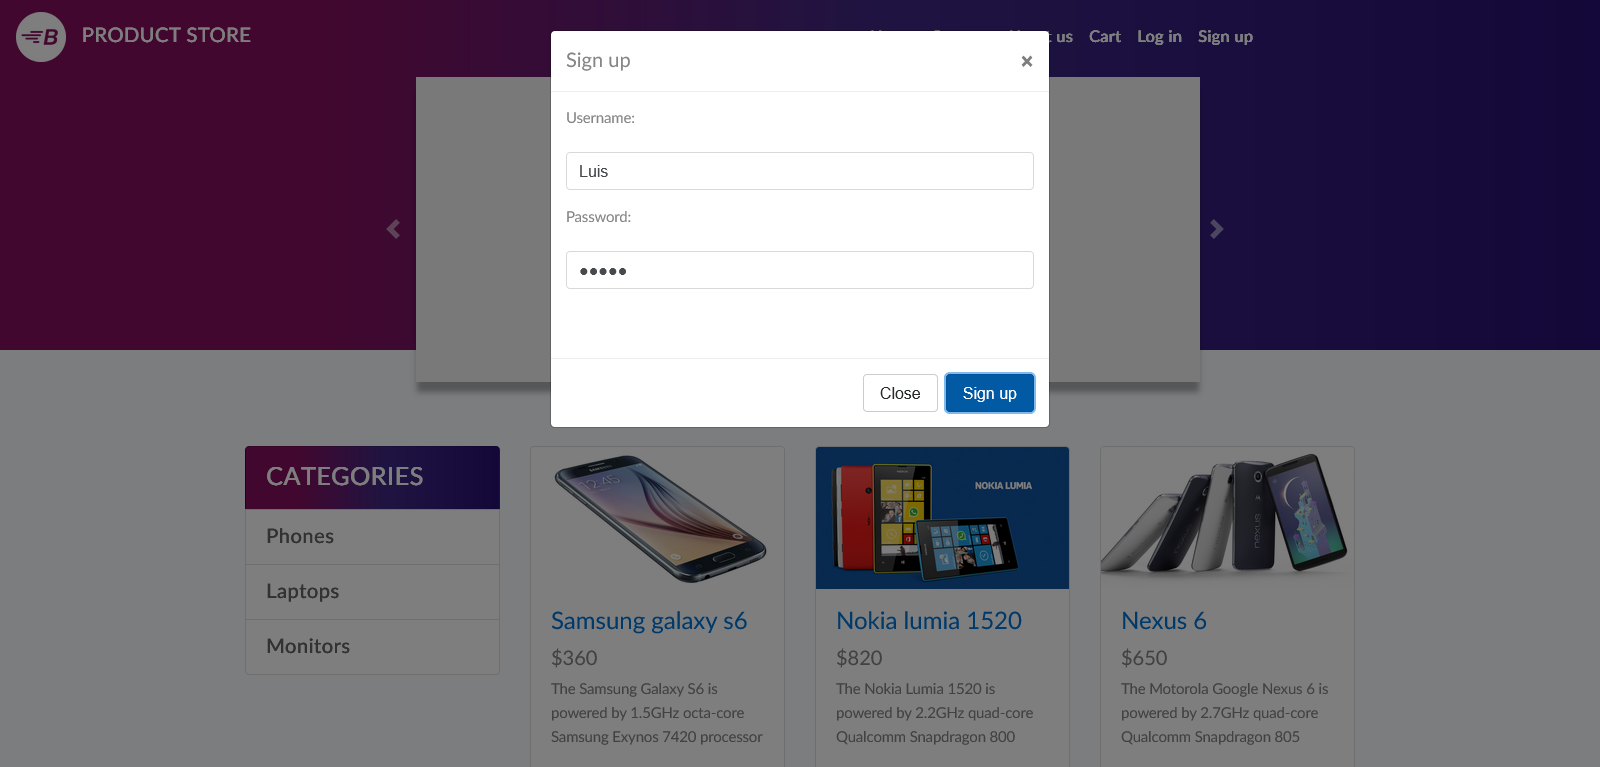 B PRODUCT STORE
us Cart Log in Sign up
Sign up ×
Username:
Luis
Password:
•••••
Close Sign up
CATEGORIES
Phones
Laptops
Monitors
12:45
NOKIA LUMIA
nexus
Samsung galaxy s6
$360
The Samsung Galaxy S6 is
powered by 1.5GHz octa-core
Samsung Exynos 7420 processor
Nokia lumia 1520
$820
The Nokia Lumia 1520 is
powered by 2.2GHz quad-core
Qualcomm Snapdragon 800
Nexus 6
$650
The Motorola Google Nexus 6 is
powered by 2.7GHz quad-core
Qualcomm Snapdragon 805